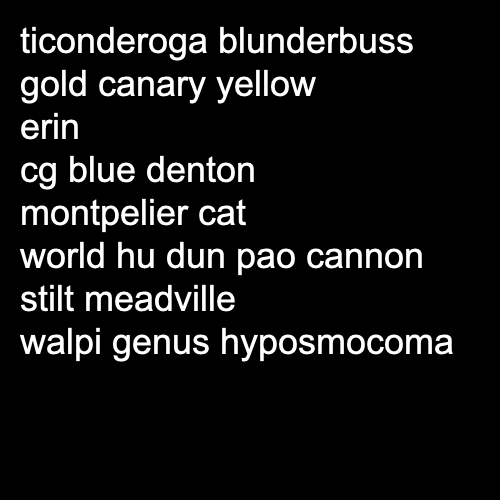 ticonderoga blunderbuss
gold canary yellow
erin
cg blue denton
montpelier cat
world hu dun pao cannon
stilt meadville
walpi genus hyposmocoma